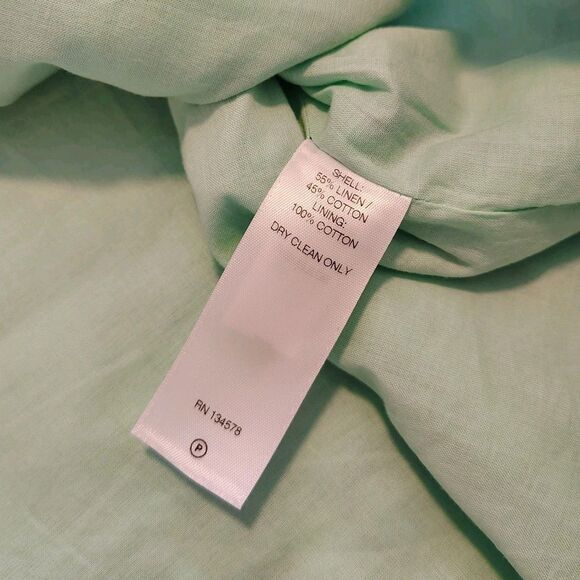 SHELL:
55% LINEN /
45% COTTON
LINING:
100% COTTON
DRY CLEAN ONLY
RN 134578
P